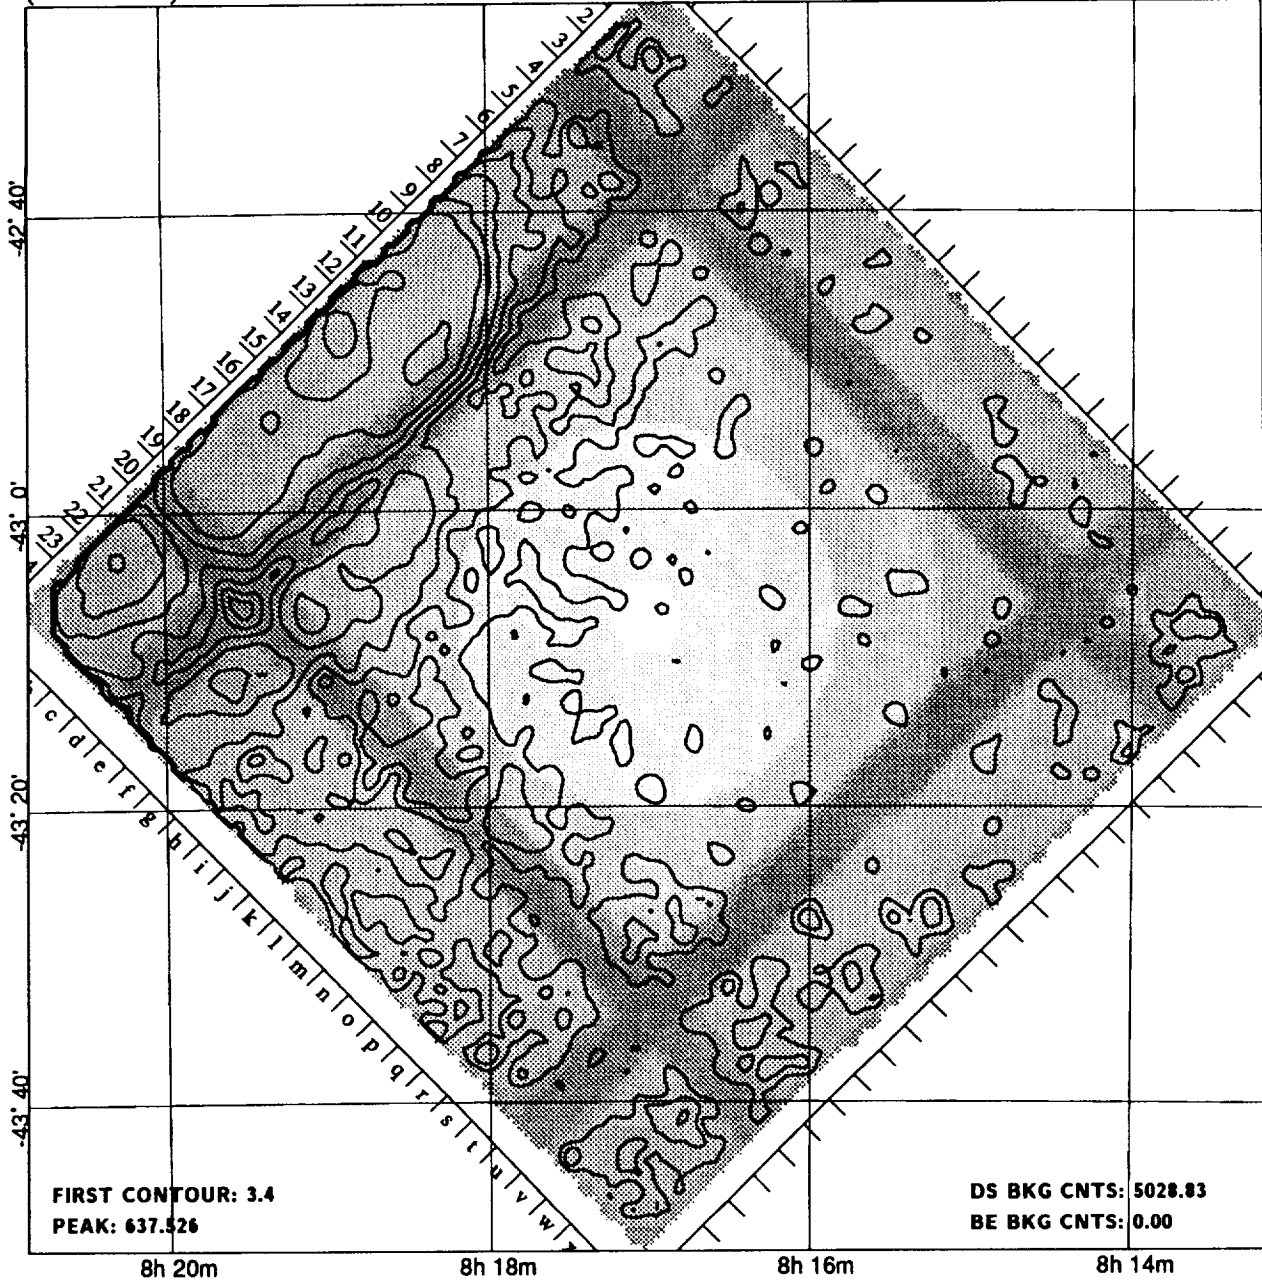 2
3
4
5
6
7
8
9
10
11
12
13
14
15
16
17
18
19
20
21
22
23
-42° 40'
-43° 0'
-43° 20'
-43° 40'
c
d
e
f
g
h
i
j
k
l
m
n
o
p
q
r
s
t
u
v
w
FIRST CONTOUR: 3.4
PEAK: 637.526
DS BKG CNTS: 5028.83
BE BKG CNTS: 0.00
8h 20m
8h 18m
8h 16m
8h 14m